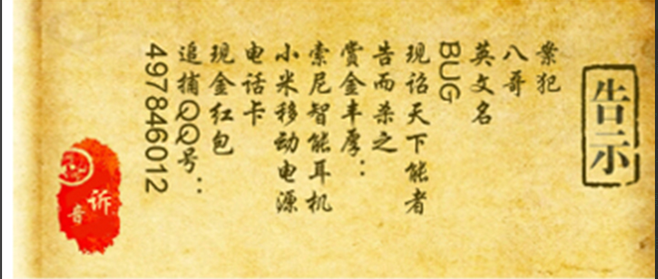 告示
案犯
八哥
英文名
BUG
现诏天下能者
告而杀之
赏金丰厚：
索尼智能耳机
小米移动电源
电话卡
现金红包
追捕QQ号：
497846012
诉
音